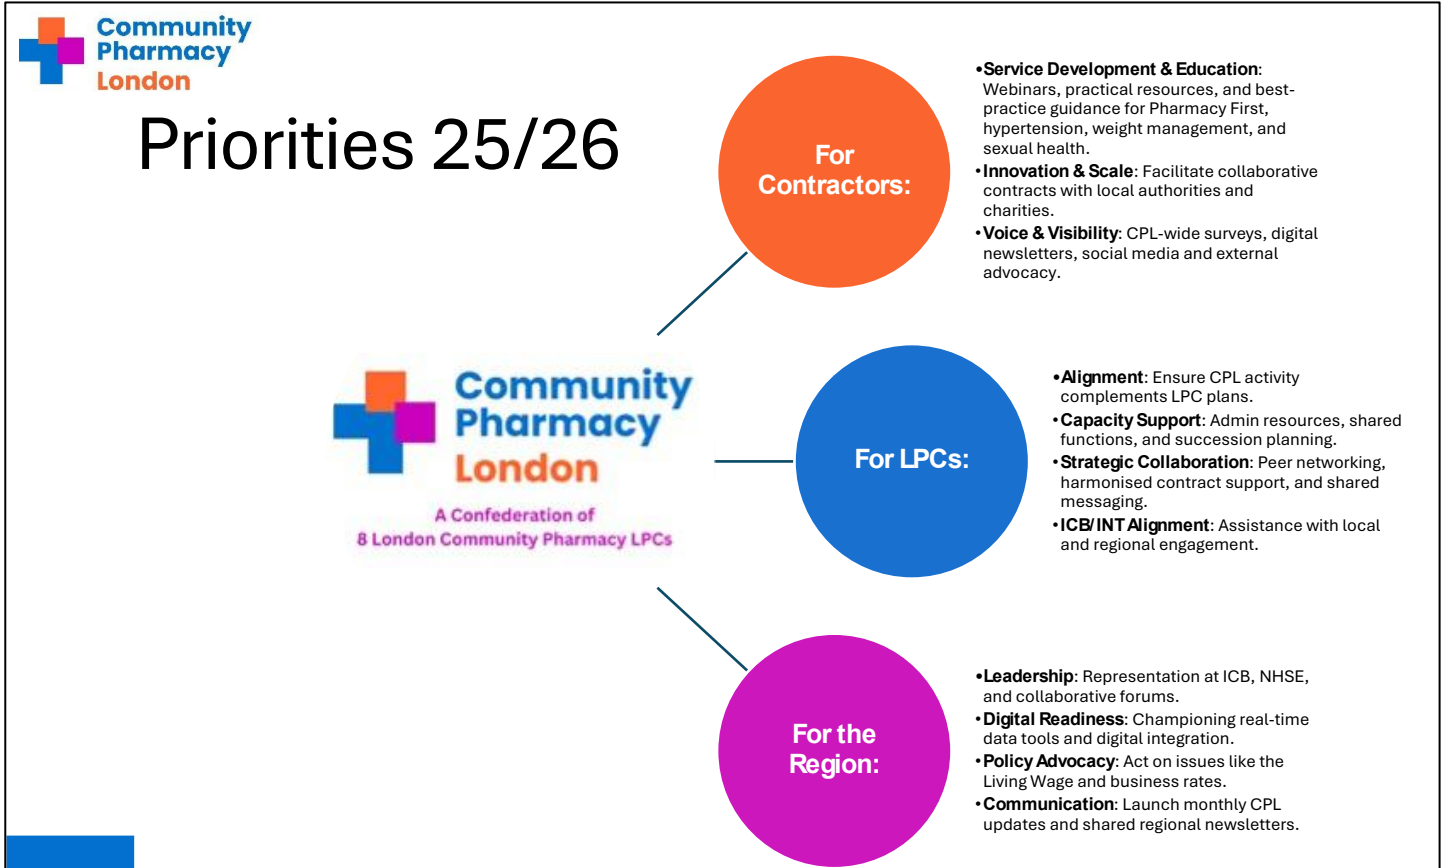 Community
Pharmacy
London
Priorities 25/26
For
Contractors:
•Service Development & Education:
Webinars, practical resources, and best-
practice guidance for Pharmacy First,
hypertension, weight management, and
sexual health.
•Innovation & Scale: Facilitate collaborative
contracts with local authorities and
charities.
•Voice & Visibility: CPL-wide surveys, digital
newsletters, social media and external
advocacy.
Community
Pharmacy
London
A Confederation of
8 London Community Pharmacy LPCs
For LPCs:
•Alignment: Ensure CPL activity
complements LPC plans.
•Capacity Support: Admin resources, shared
functions, and succession planning.
•Strategic Collaboration: Peer networking,
harmonised contract support, and shared
messaging.
•ICB/INT Alignment: Assistance with local
and regional engagement.
For the
Region:
•Leadership: Representation at ICB, NHSE,
and collaborative forums.
•Digital Readiness: Championing real-time
data tools and digital integration.
•Policy Advocacy: Act on issues like the
Living Wage and business rates.
•Communication: Launch monthly CPL
updates and shared regional newsletters.